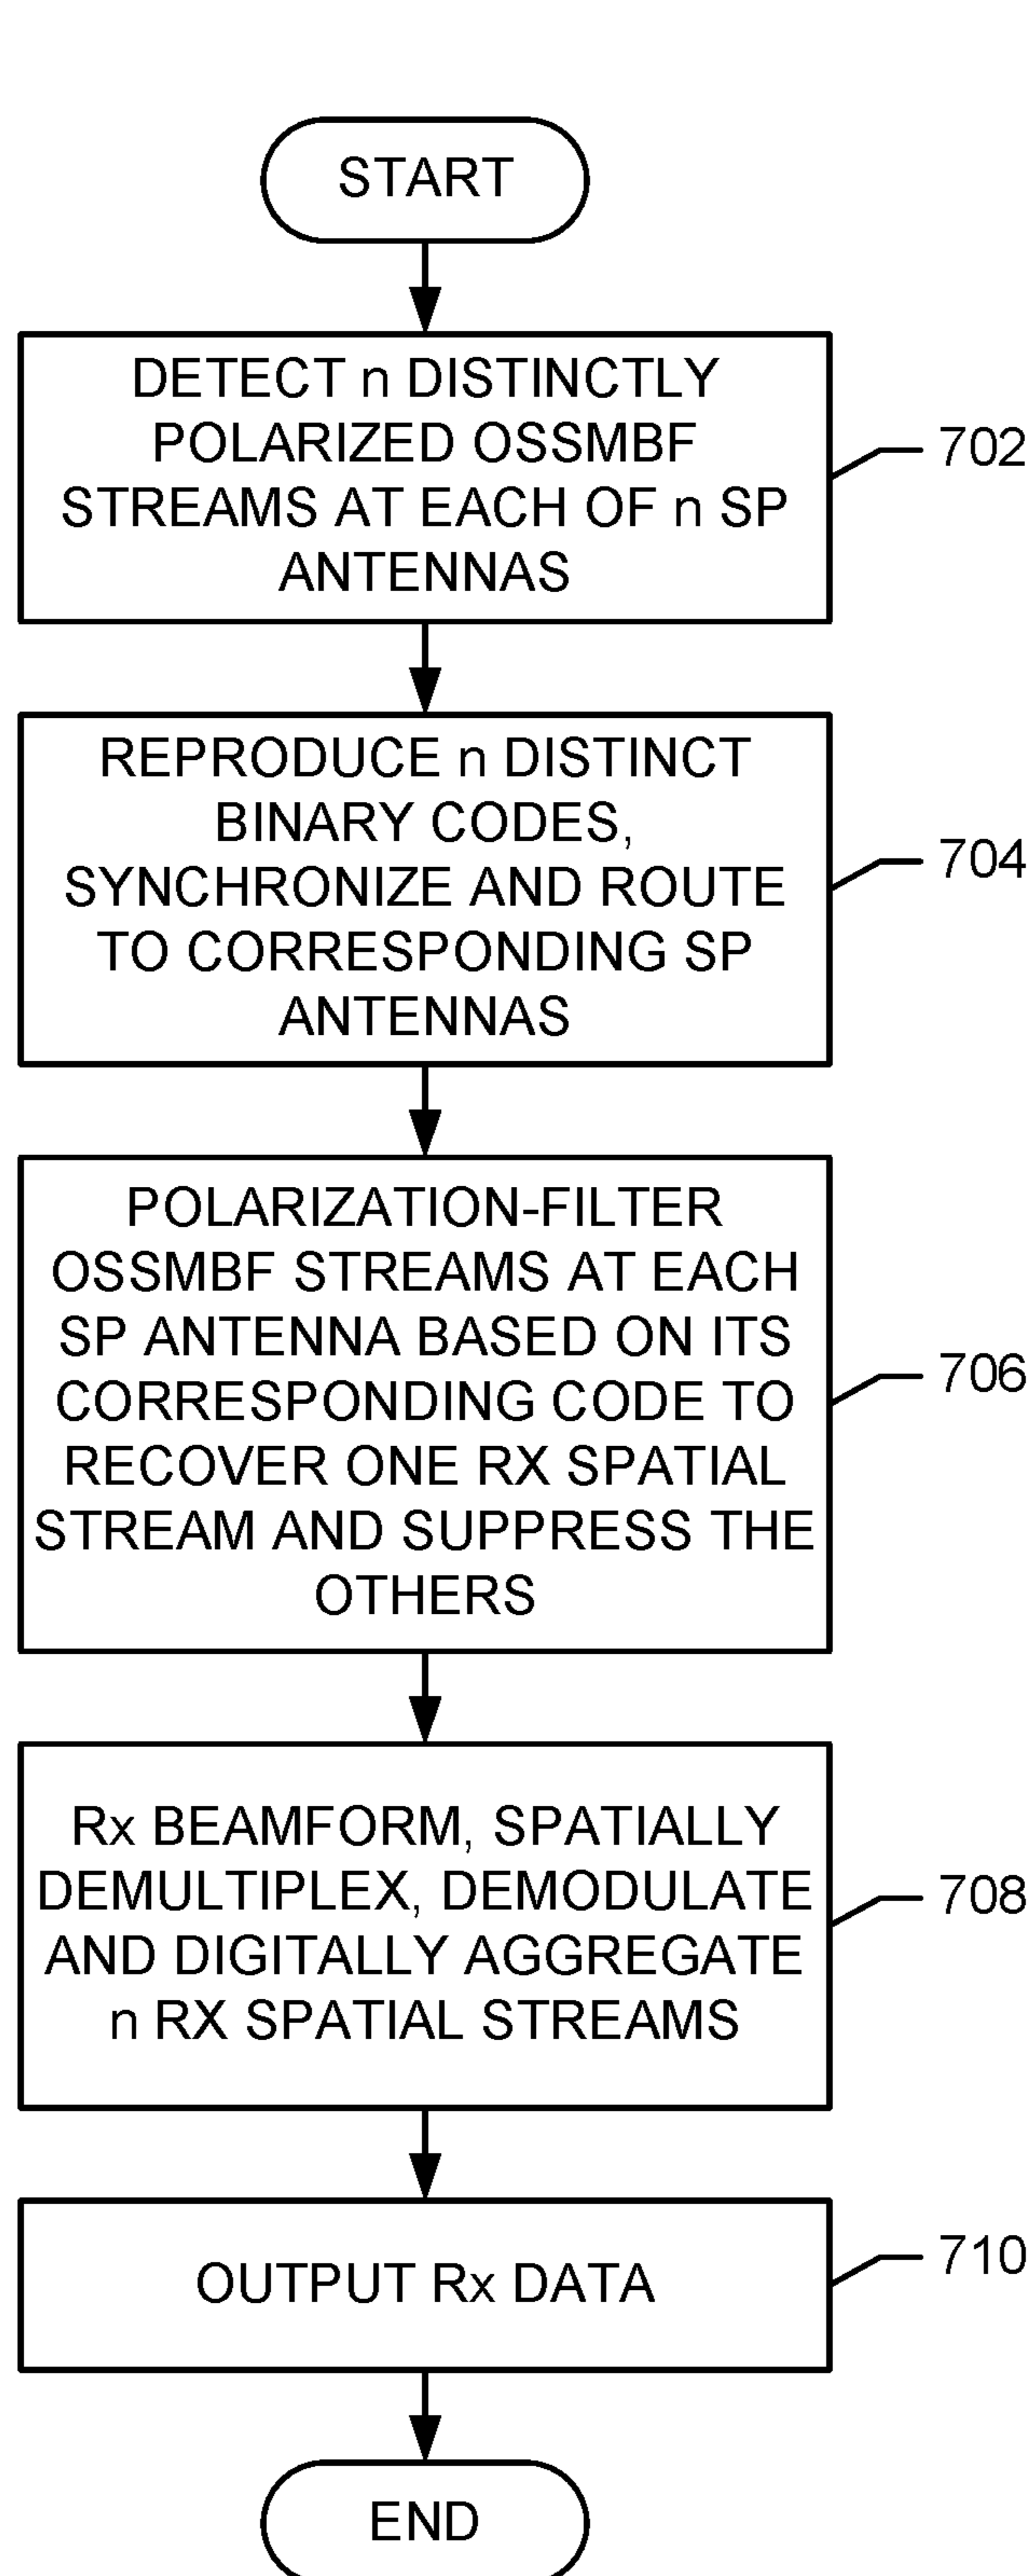 START
DETECT n DISTINCTLY
POLARIZED OSSMBF
STREAMS AT EACH OF n SP
ANTENNAS
702
REPRODUCE n DISTINCT
BINARY CODES,
SYNCHRONIZE AND ROUTE
TO CORRESPONDING SP
ANTENNAS
704
POLARIZATION-FILTER
OSSMBF STREAMS AT EACH
SP ANTENNA BASED ON ITS
CORRESPONDING CODE TO
RECOVER ONE RX SPATIAL
STREAM AND SUPPRESS THE
OTHERS
706
Rx BEAMFORM, SPATIALLY
DEMULTIPLEX, DEMODULATE
AND DIGITALLY AGGREGATE
n RX SPATIAL STREAMS
708
OUTPUT Rx DATA
710
END